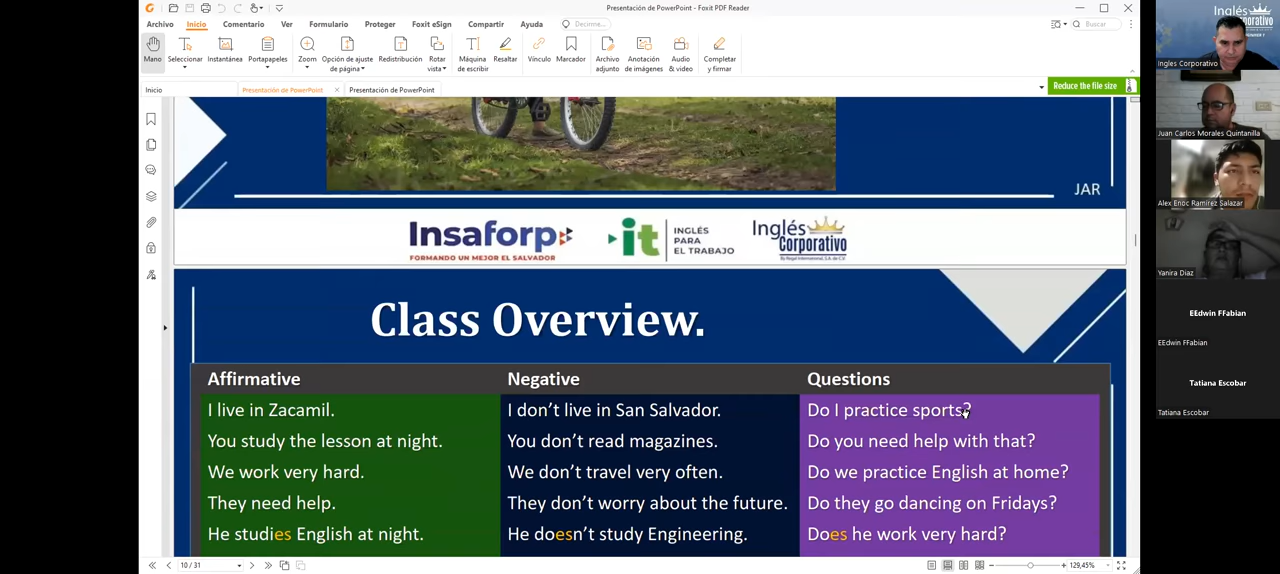 Presentación de PowerPoint - Foxit PDF Reader
Archivo Inicio Comentario Ver Formulario Proteger Foxit eSign Compartir Ayuda Decirme... Buscar
Mano Seleccionar Instantánea Portapapeles Zoom Opción de ajuste de página Redistribución Rotar vista Máquina de escribir Resaltar Vínculo Marcador Archivo adjunto Anotación de imágenes Audio & video Completar y firmar
Inicio Presentación de PowerPoint Presentación de PowerPoint Reduce the file size
JAR
Insaforp
FORMANDO UN MEJOR EL SALVADOR
it INGLÉS PARA EL TRABAJO
Inglés Corporativo
Class Overview.
Affirmative Negative Questions
I live in Zacamil. I don't live in San Salvador. Do I practice sports?
You study the lesson at night. You don't read magazines. Do you need help with that?
We work very hard. We don't travel very often. Do we practice English at home?
They need help. They don't worry about the future. Do they go dancing on Fridays?
He studies English at night. He doesn't study Engineering. Does he work very hard?
10 / 31 129,45%
Inglés
Ingles Corporativo
Juan Carlos Morales Quintanilla
Alex Enoc Ramirez Salazar
Yanira Diaz
EEdwin FFabian
EEdwin FFabian
Tatiana Escobar
Tatiana Escobar